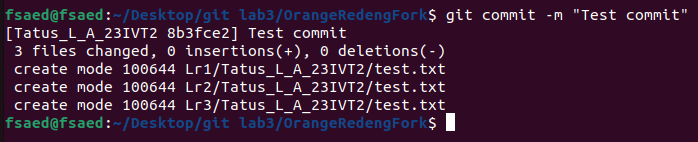 fsaed@fsaed:~/Desktop/git lab3/OrangeRedengFork$ git commit -m "Test commit"
[Tatus_L_A_23IVT2 8b3fce2] Test commit
 3 files changed, 0 insertions(+), 0 deletions(-)
 create mode 100644 Lr1/Tatus_L_A_23IVT2/test.txt
 create mode 100644 Lr2/Tatus_L_A_23IVT2/test.txt
 create mode 100644 Lr3/Tatus_L_A_23IVT2/test.txt
fsaed@fsaed:~/Desktop/git lab3/OrangeRedengFork$